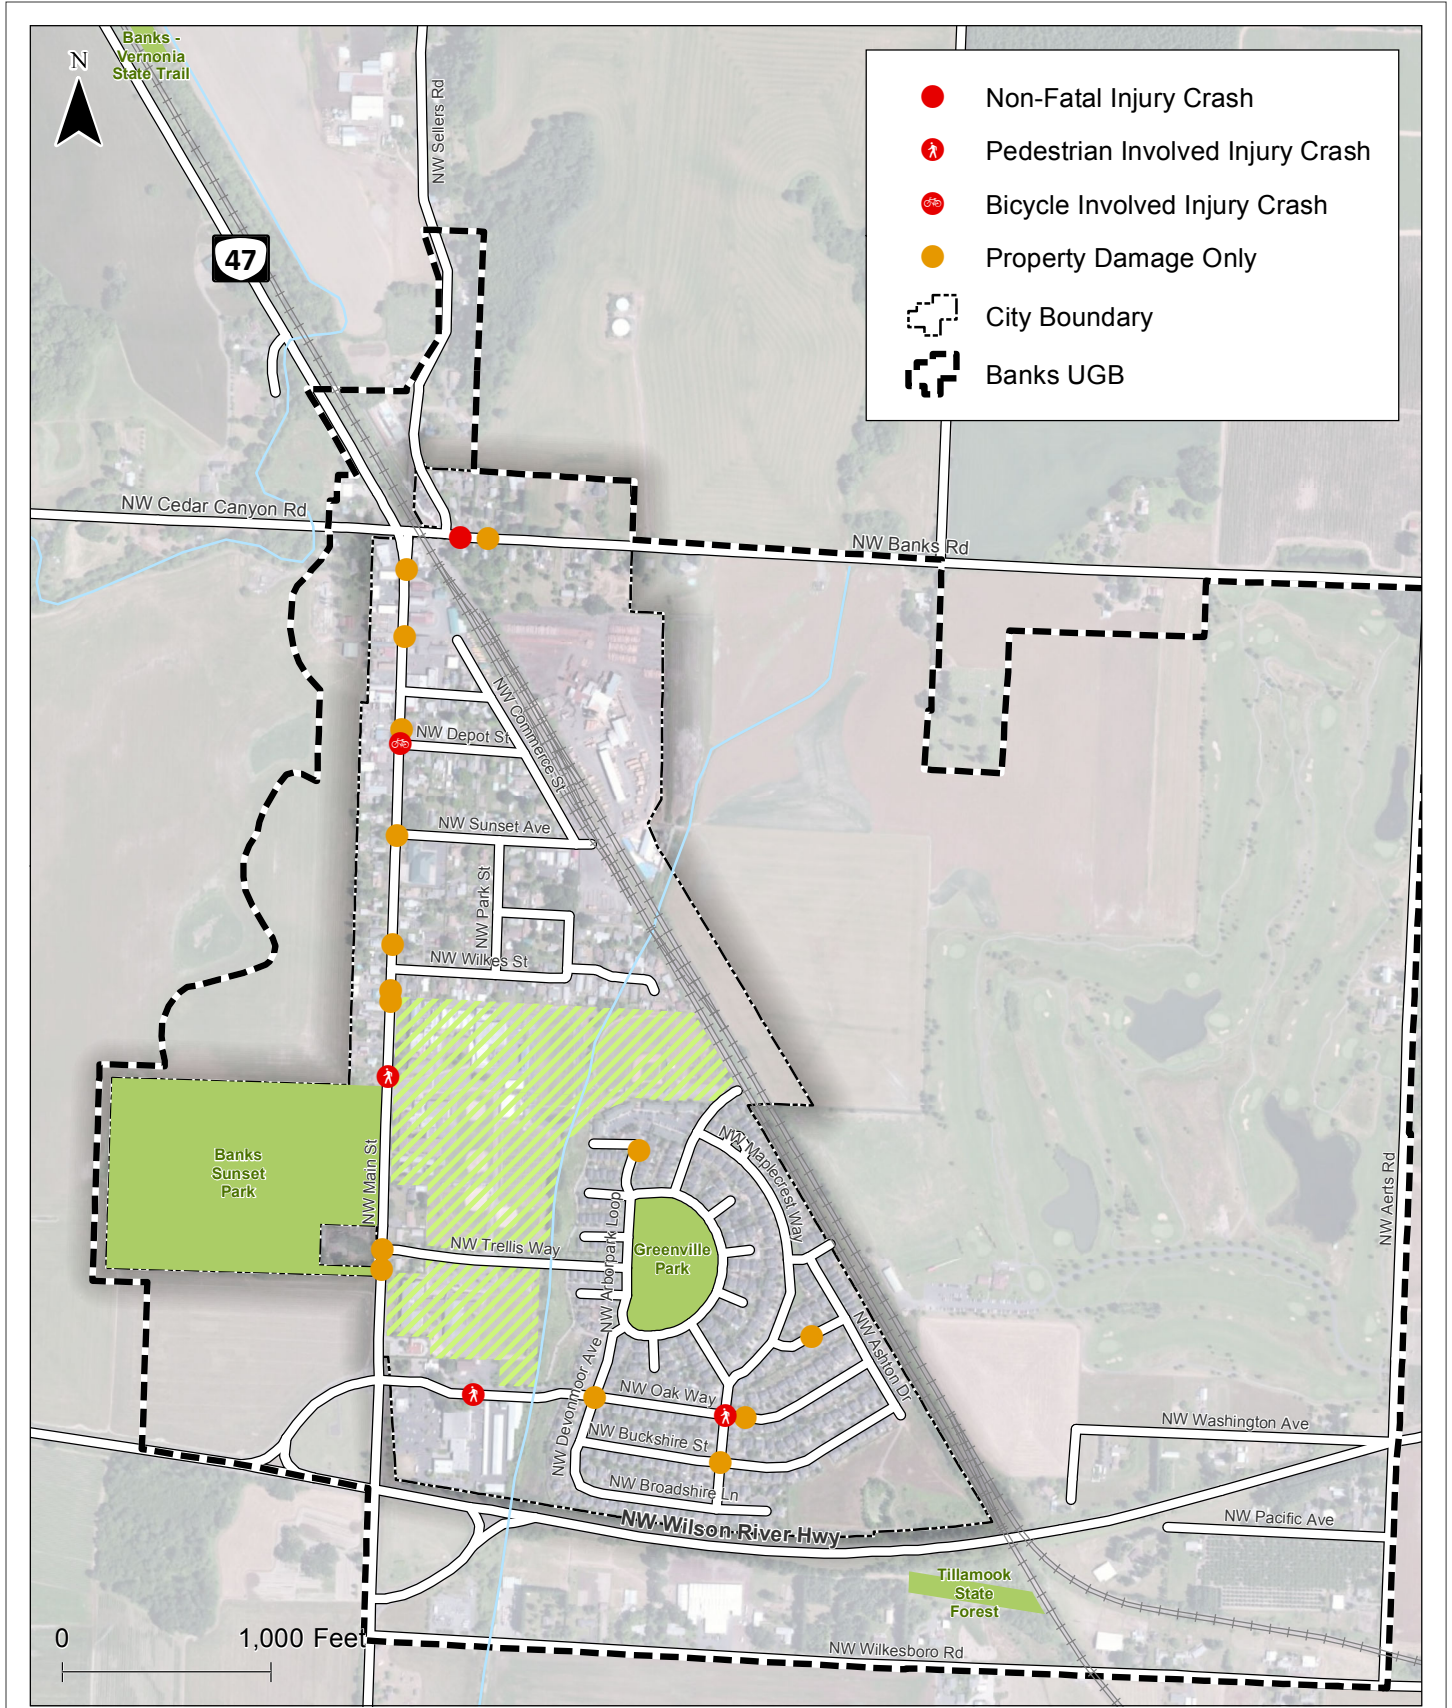 Banks -
Vernonia
State Trail
N
NW Sellers Rd
47
Non-Fatal Injury Crash
Pedestrian Involved Injury Crash
Bicycle Involved Injury Crash
Property Damage Only
City Boundary
Banks UGB
NW Cedar Canyon Rd
NW Banks Rd
NW Commerce St
NW Depot St
NW Sunset Ave
NW Park St
NW Wilkes St
Banks
Sunset
Park
NW Main St
NW Maplecrest Way
NW Aerts Rd
NW Arborpark Loop
NW Trellis Way
Greenville
Park
NW Ashton Dr
NW Devonmoor Ave
NW Oak Way
NW Buckshire St
NW Broadshire Ln
NW Washington Ave
NW Pacific Ave
NW Wilson River Hwy
Tillamook
State
Forest
NW Wilkesboro Rd
0 1,000 Feet